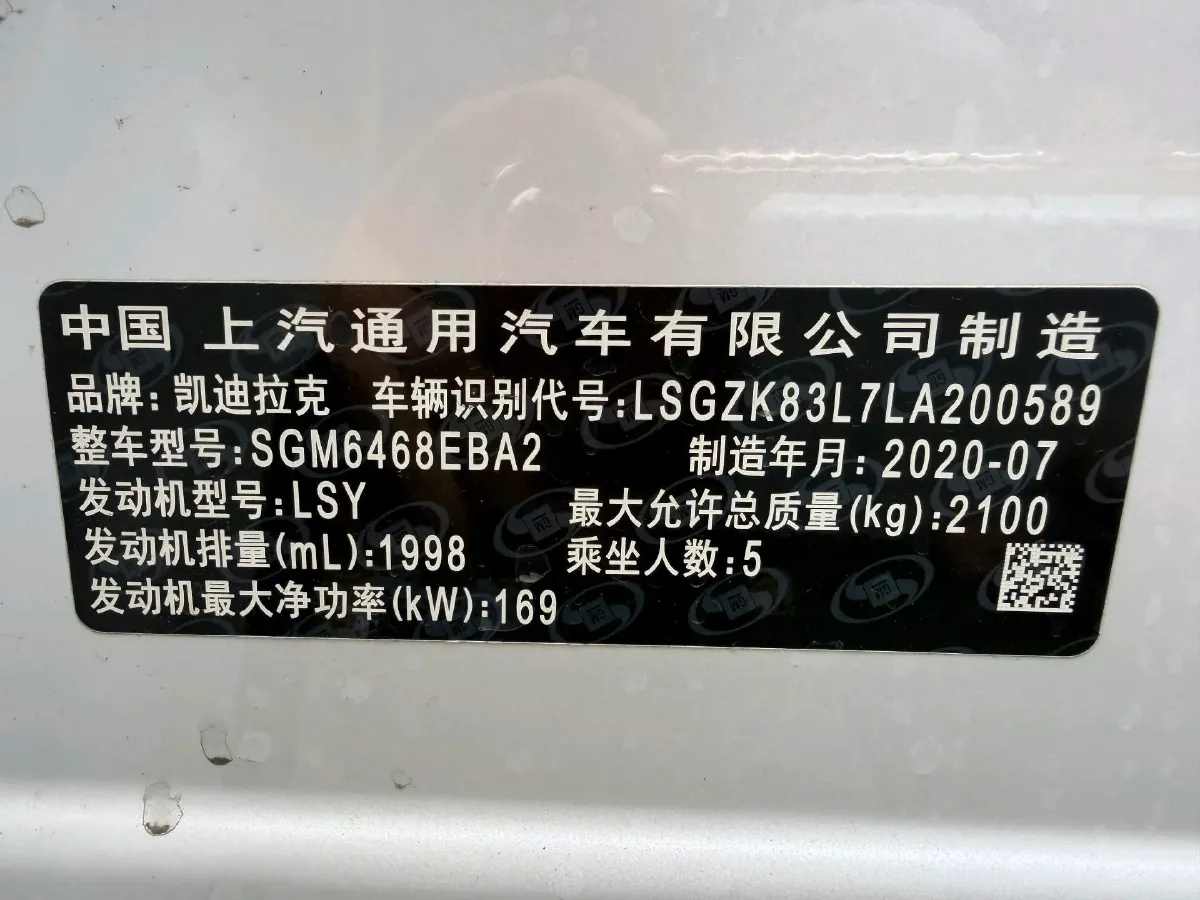 中国 上汽通用汽车有限公司制造
品牌: 凯迪拉克 车辆识别代号:LSGZK83L7LA200589
整车型号:SGM6468EBA2 制造年月: 2020-07
发动机型号:LSY 最大允许总质量(kg):2100
发动机排量(mL):1998 乘坐人数:5
发动机最大净功率(kW):169